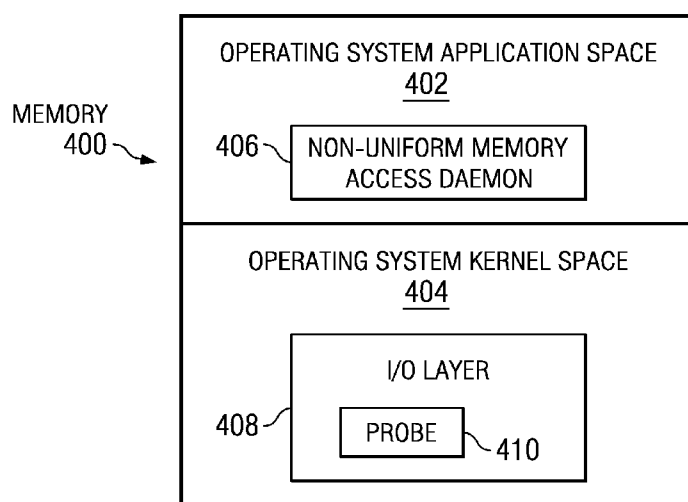 OPERATING SYSTEM APPLICATION SPACE
402
MEMORY
400
406
NON-UNIFORM MEMORY
ACCESS DAEMON
OPERATING SYSTEM KERNEL SPACE
404
I/O LAYER
408
PROBE
410